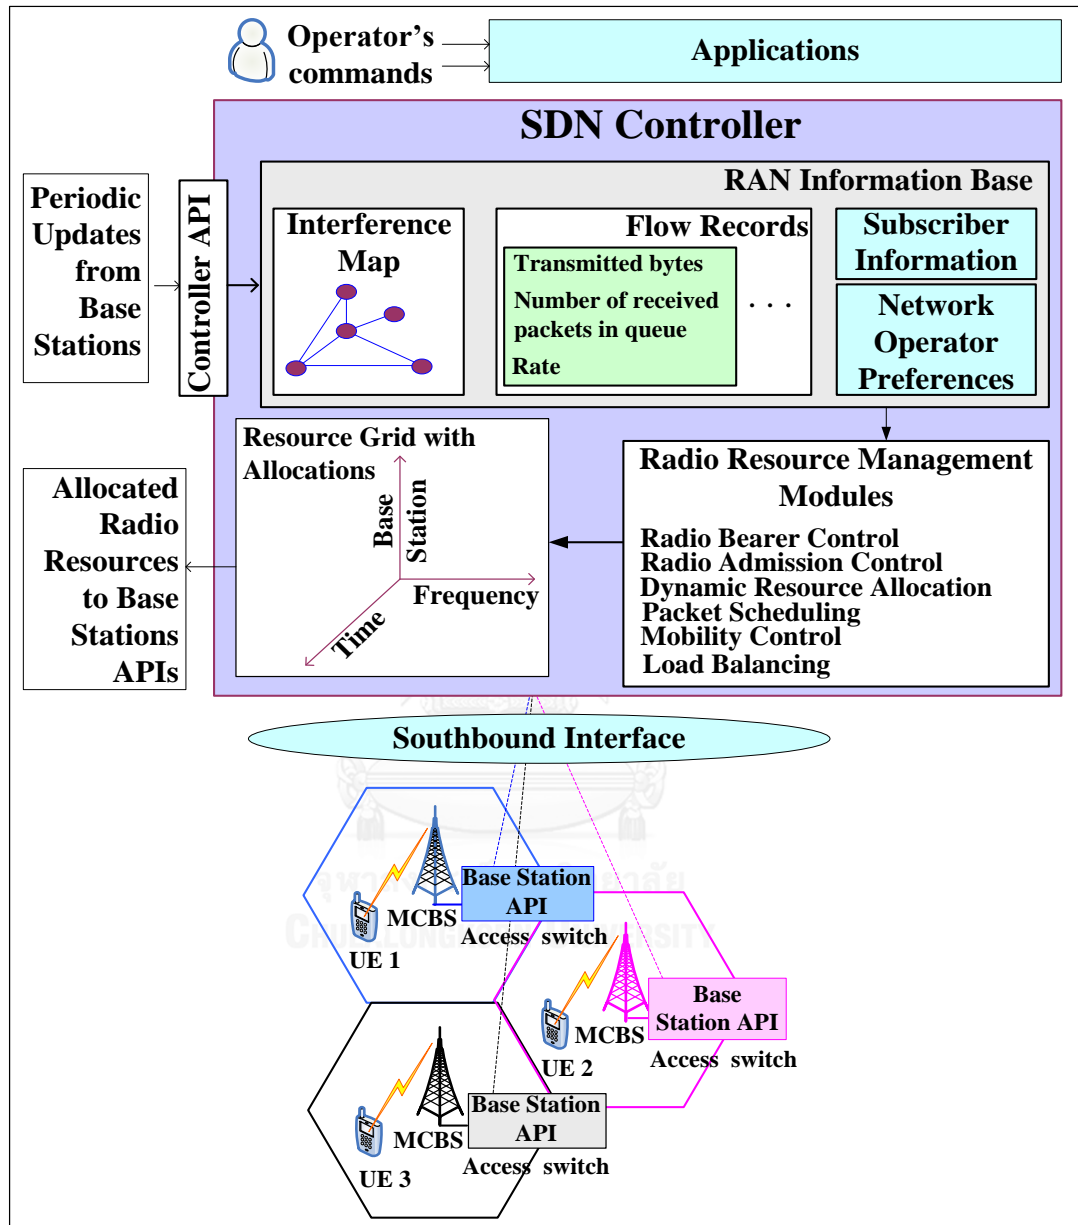 Operator's
commands
Applications
SDN Controller
Periodic
Updates
from
Base
Stations
Controller API
RAN Information Base
Interference
Map
Flow Records
Transmitted bytes
Number of received
packets in queue
Rate
. . .
Subscriber
Information
Network
Operator
Preferences
Allocated
Radio
Resources
to Base
Stations
APIs
Resource Grid with
Allocations
Base
Station
Frequency
Time
Radio Resource Management
Modules
Radio Bearer Control
Radio Admission Control
Dynamic Resource Allocation
Packet Scheduling
Mobility Control
Load Balancing
Southbound Interface
Base Station
API
MCBS
Access switch
UE 1
Base
Station API
MCBS
Access switch
UE 2
Base Station
API
MCBS
Access switch
UE 3